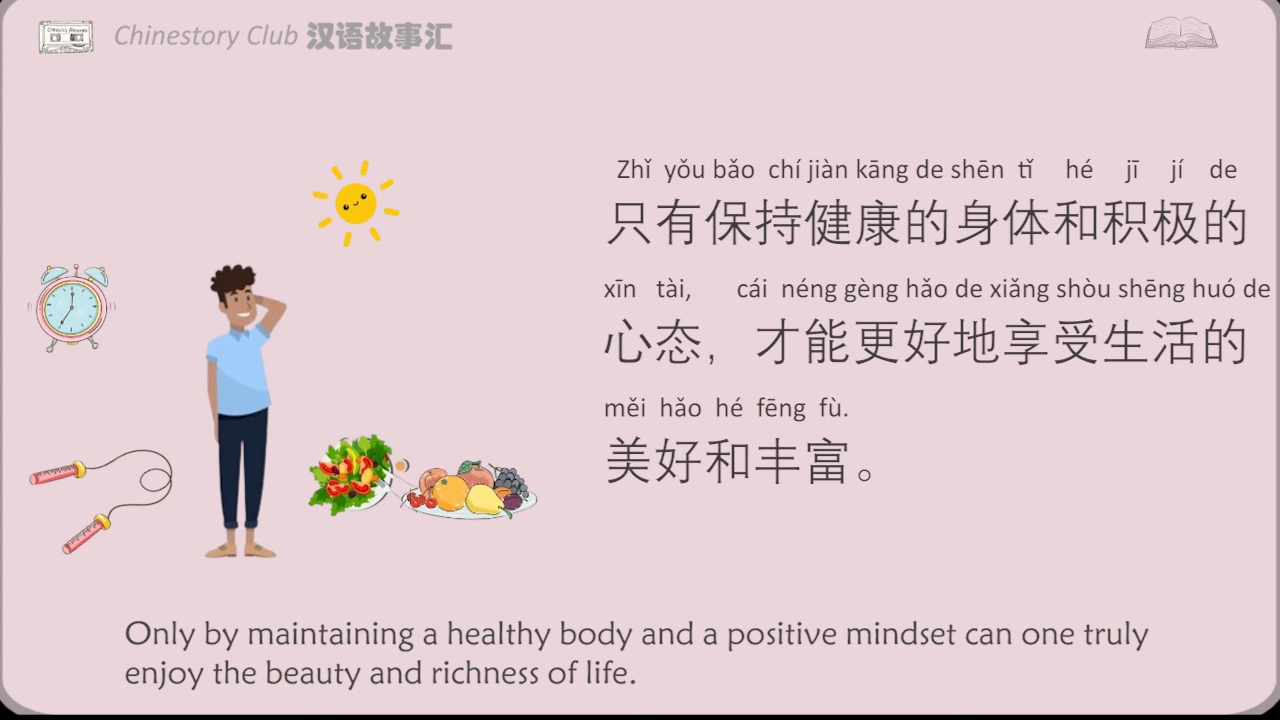 Chinestory Club 汉语故事汇
Zhǐ yǒu bǎo chí jiàn kāng de shēn tǐ hé jī jí de
只有保持健康的身体和积极的
xīn tài, cái néng gèng hǎo de xiǎng shòu shēng huó de
心态，才能更好地享受生活的
měi hǎo hé fēng fù.
美好和丰富。
Only by maintaining a healthy body and a positive mindset can one truly
enjoy the beauty and richness of life.